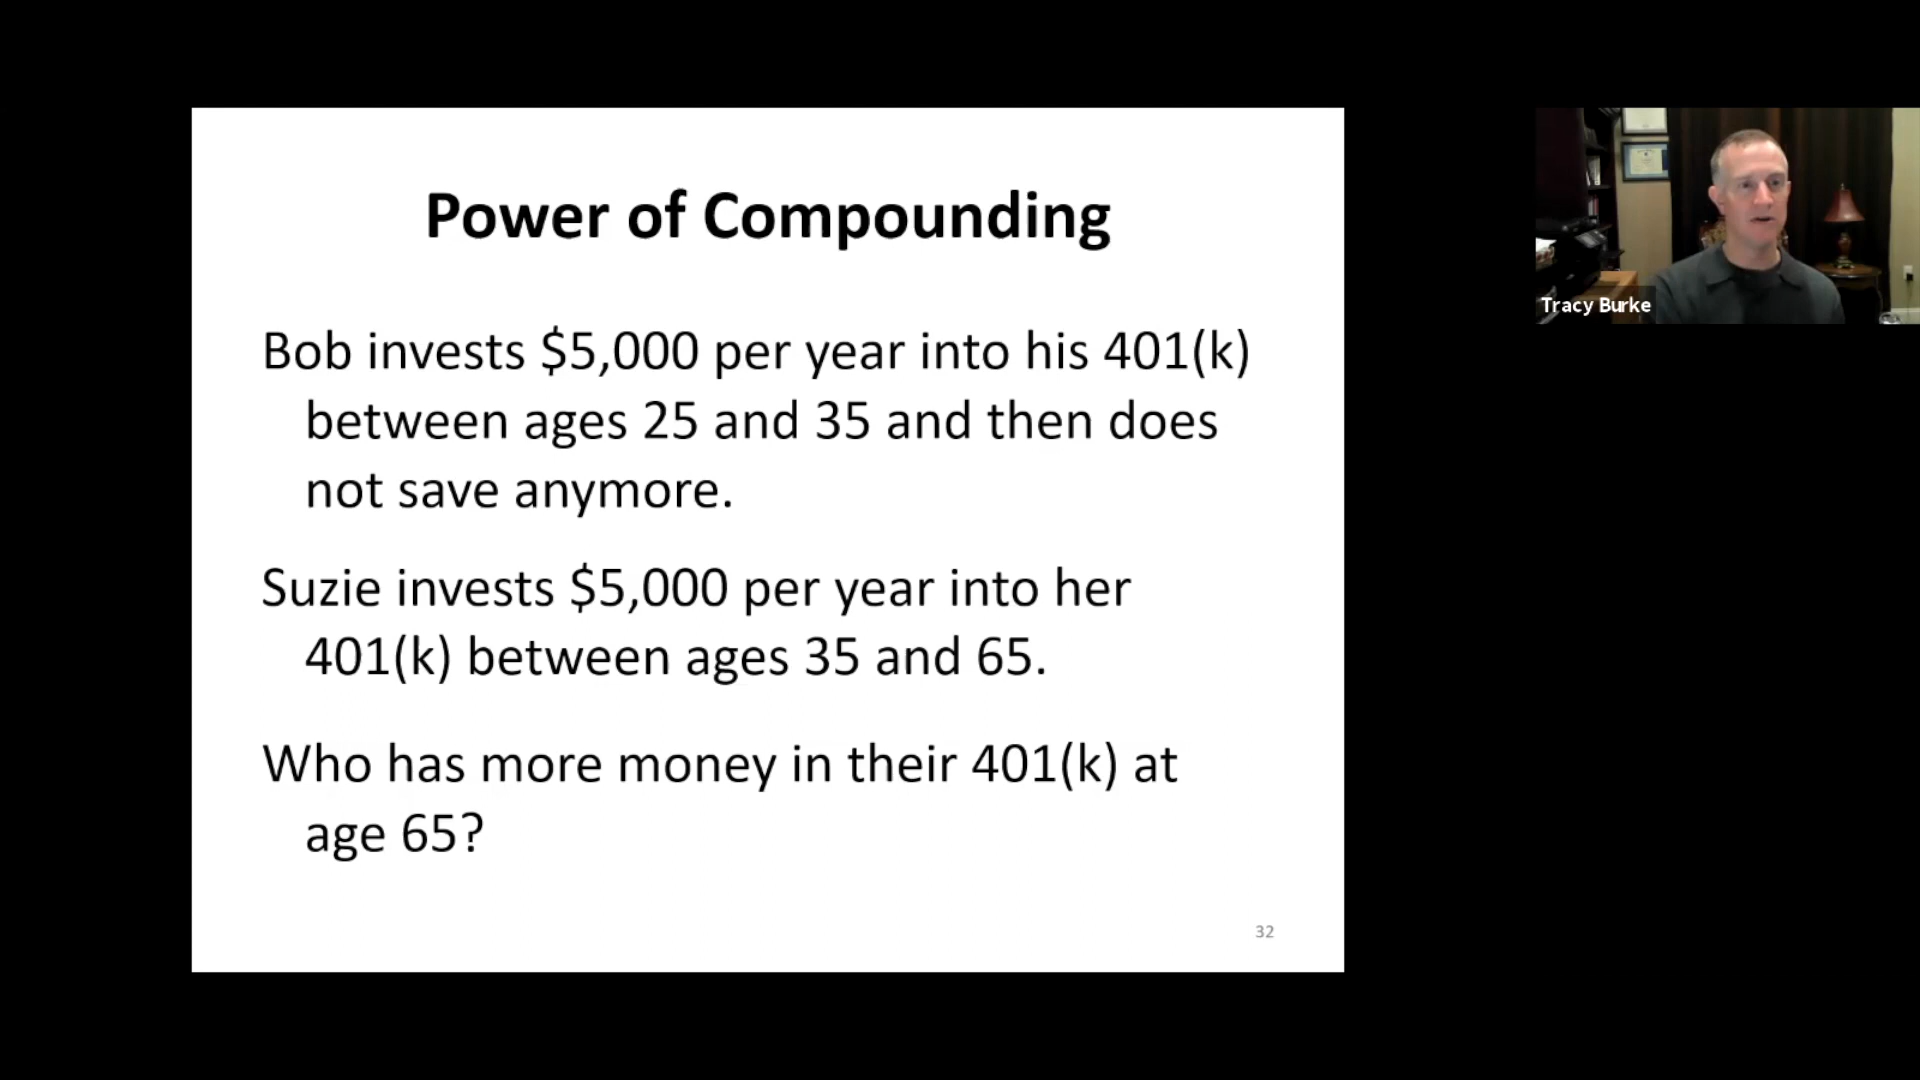 Power of Compounding
Bob invests $5,000 per year into his 401(k)
between ages 25 and 35 and then does
not save anymore.
Suzie invests $5,000 per year into her
401(k) between ages 35 and 65.
Who has more money in their 401(k) at
age 65?
32
Tracy Burke